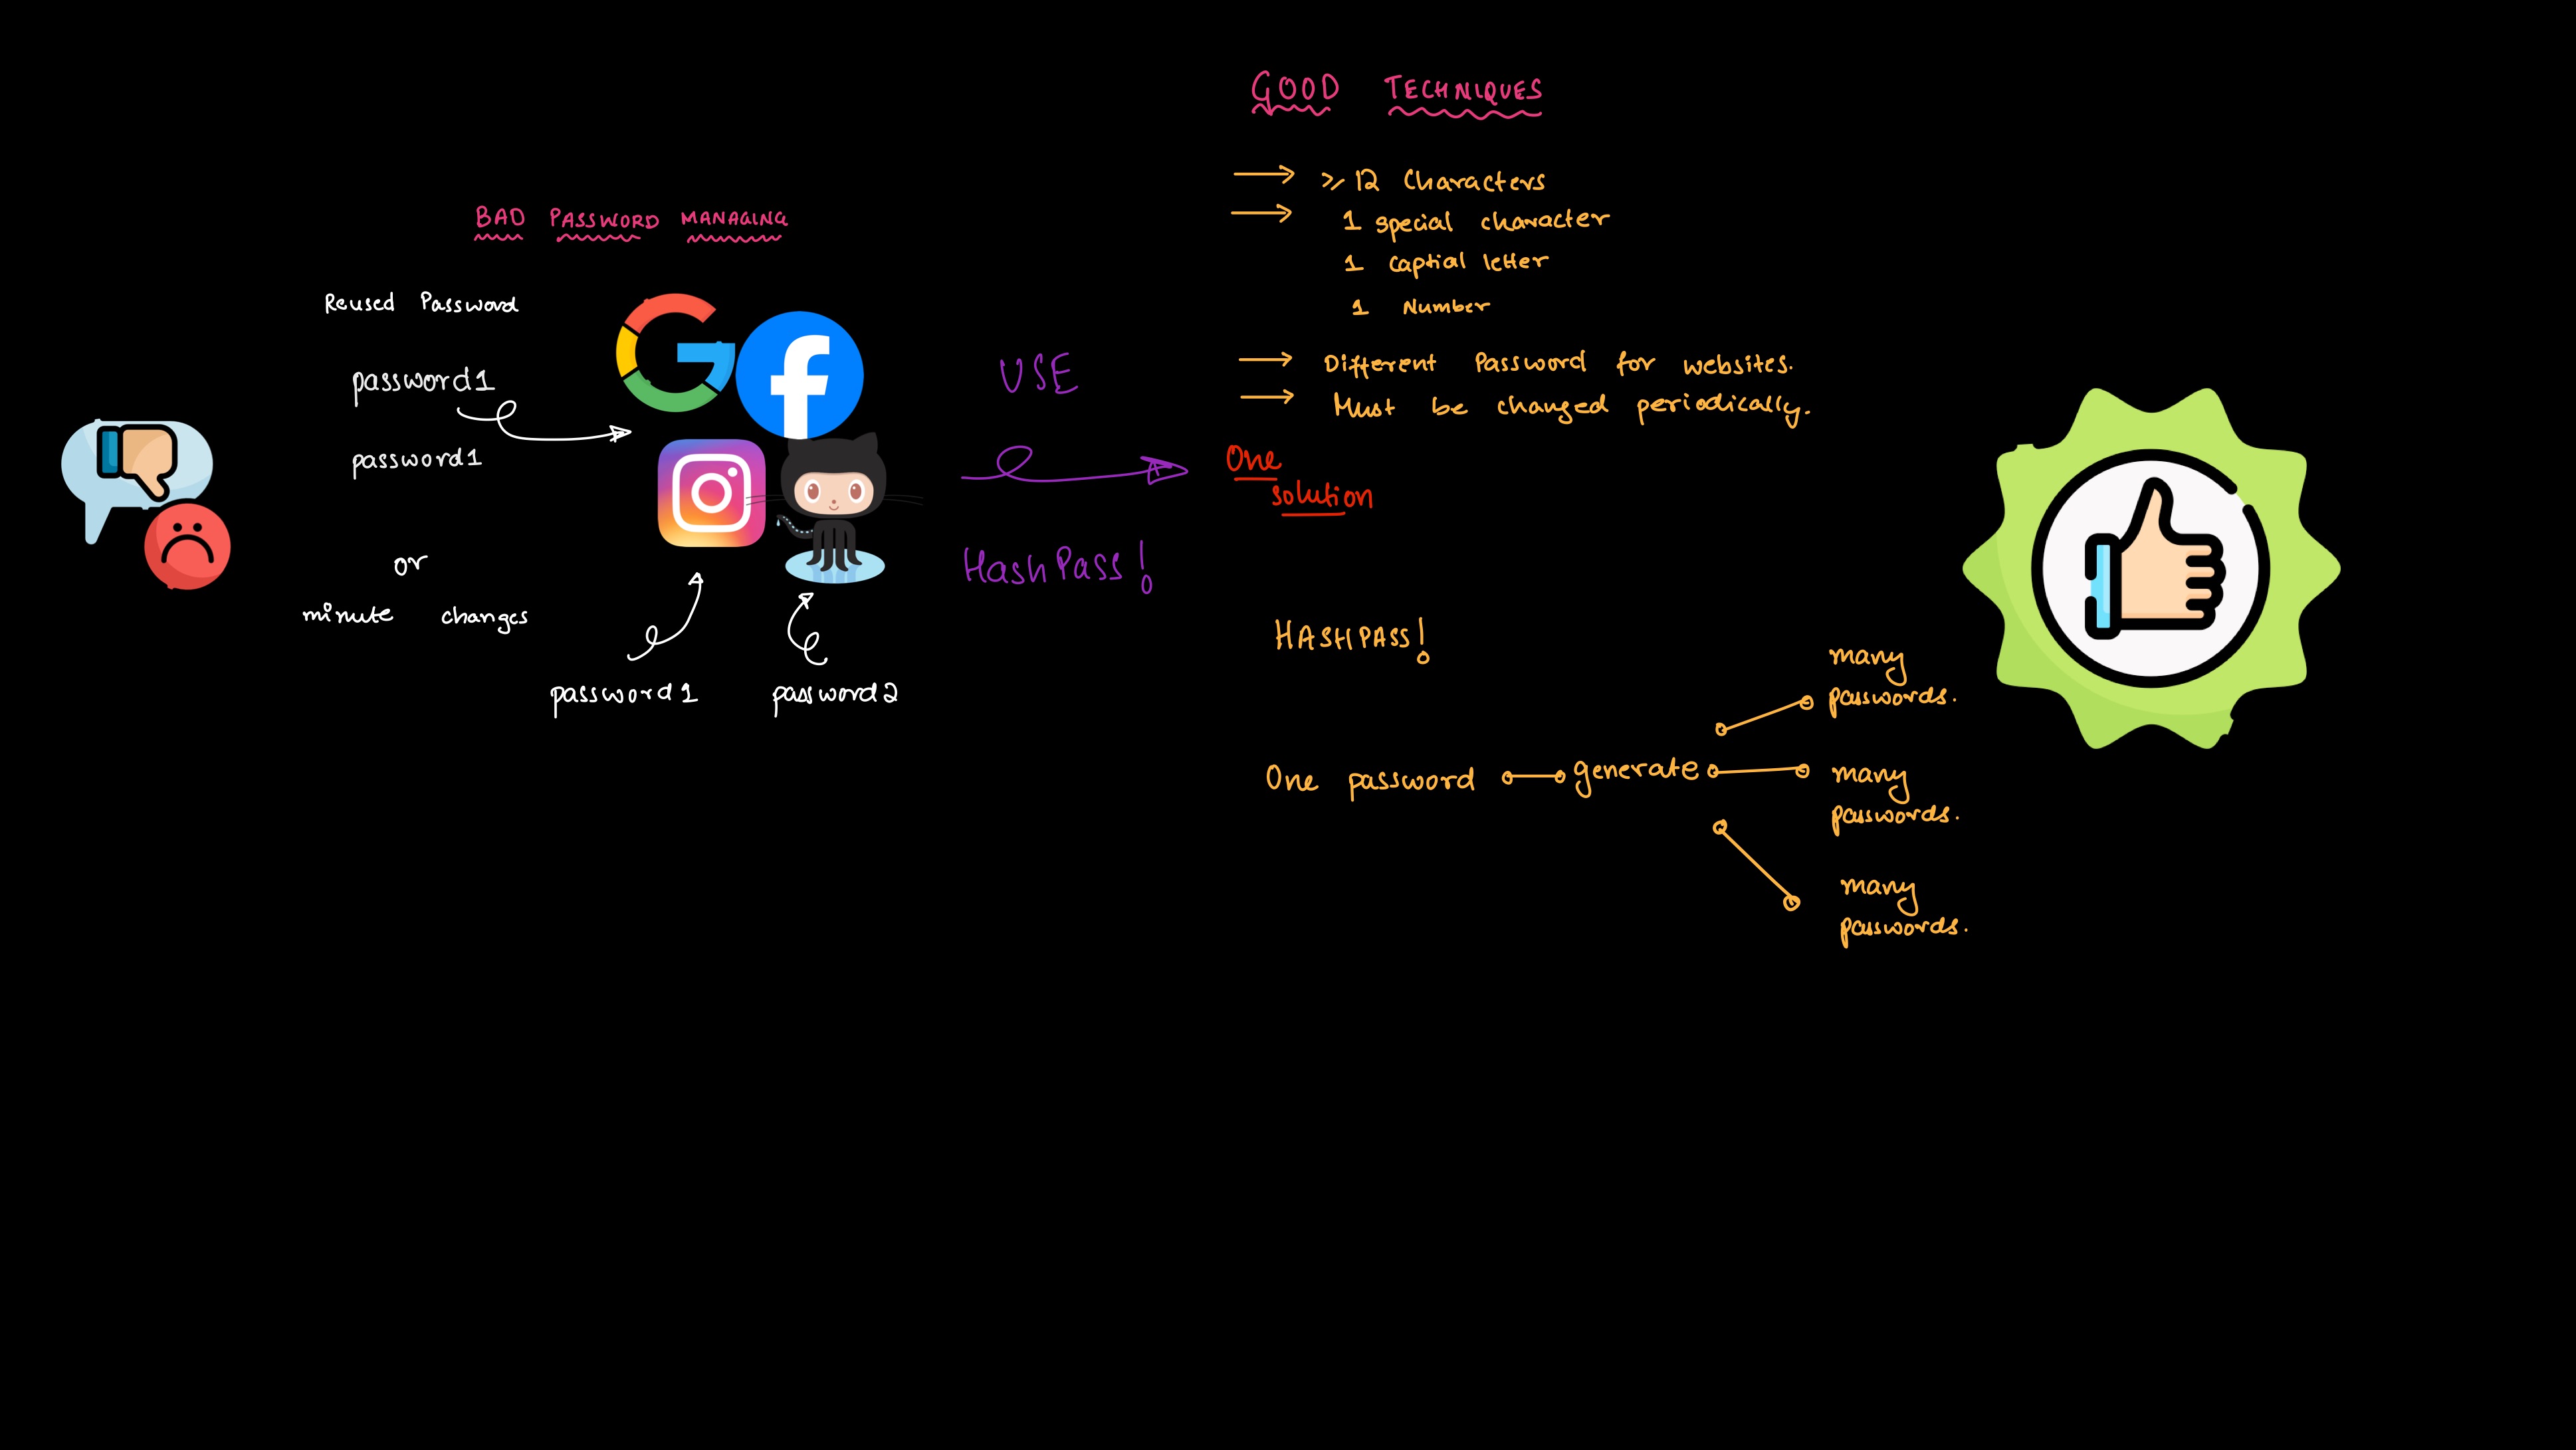 BAD PASSWORD MANAGING
Reused Password
password1
password1
or
minute changes
password1
password2
USE
HashPass!
GOOD TECHNIQUES
≥ 12 Characters
1 special character
1 captial letter
1 Number
Different Password for websites.
Must be changed periodically.
One
solution
HASHPASS!
One password
generate
many
passwords.
many
passwords.
many
passwords.